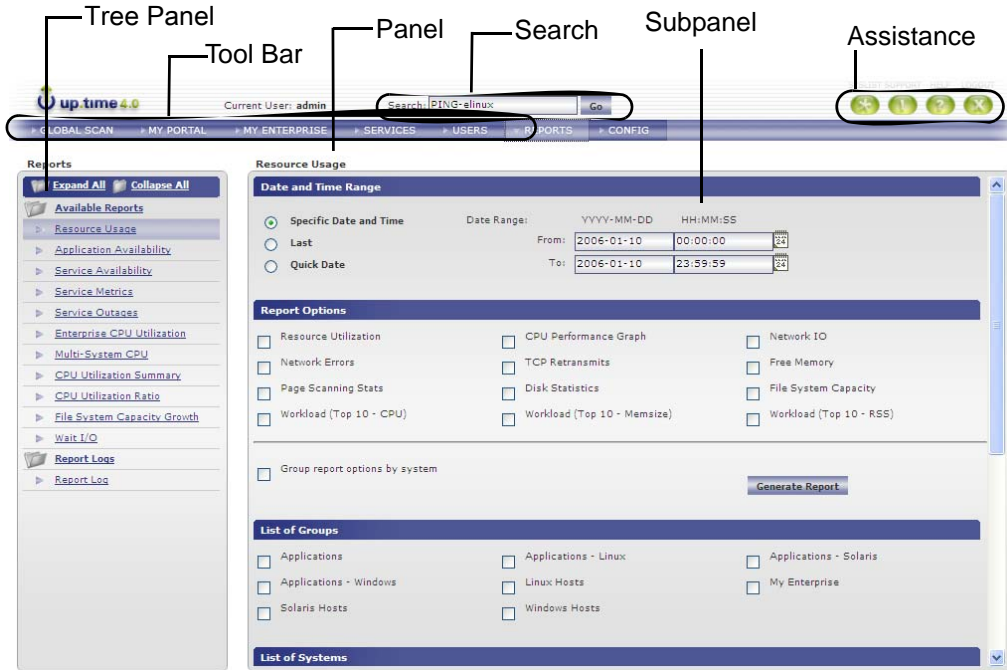 Tree Panel
Panel
Search
Subpanel
Assistance
Tool Bar
up.time 4.0
Current User: admin
Search: PING-elinux
Go
GLOBAL SCAN
MY PORTAL
MY ENTERPRISE
SERVICES
USERS
REPORTS
CONFIG
Reports
Resource Usage
Expand All Collapse All
Available Reports
Resource Usage
Application Availability
Service Availability
Service Metrics
Service Outages
Enterprise CPU Utilization
Multi-System CPU
CPU Utilization Summary
CPU Utilization Ratio
File System Capacity Growth
Wait I/O
Report Logs
Report Log
Date and Time Range
Specific Date and Time
Last
Quick Date
Date Range: YYYY-MM-DD HH:MM:SS
From: 2006-01-10 00:00:00 24
To: 2006-01-10 23:59:59 24
Report Options
Resource Utilization CPU Performance Graph Network IO
Network Errors TCP Retransmits Free Memory
Page Scanning Stats Disk Statistics File System Capacity
Workload (Top 10 - CPU) Workload (Top 10 - Memsize) Workload (Top 10 - RSS)
Group report options by system
Generate Report
List of Groups
Applications Applications - Linux Applications - Solaris
Applications - Windows Linux Hosts My Enterprise
Solaris Hosts Windows Hosts
List of Systems